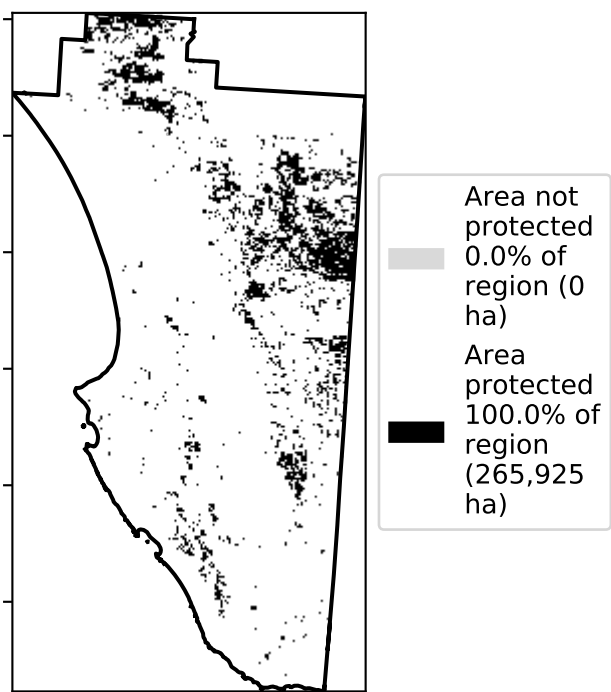 Area not
protected
0.0% of
region (0
ha)
Area
protected
100.0% of
region
(265,925
ha)